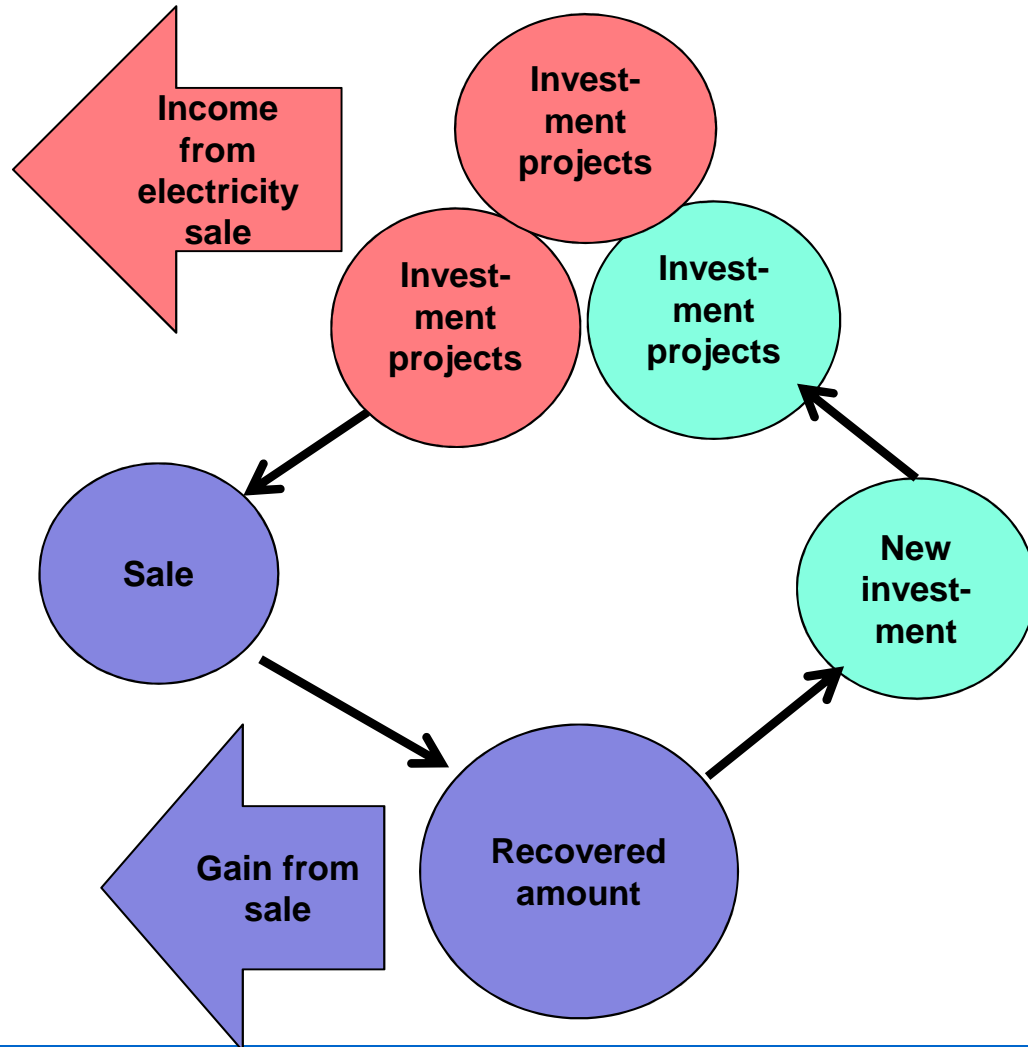 Income
from
electricity
sale
Invest-
ment
projects
Invest-
ment
projects
Invest-
ment
projects
Sale
New
invest-
ment
Gain from
sale
Recovered
amount